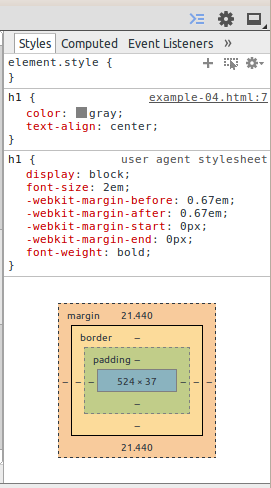 Styles Computed Event Listeners »
element.style {
}
h1 { example-04.html:7
color: gray;
text-align: center;
}
h1 { user agent stylesheet
display: block;
font-size: 2em;
-webkit-margin-before: 0.67em;
-webkit-margin-after: 0.67em;
-webkit-margin-start: 0px;
-webkit-margin-end: 0px;
font-weight: bold;
}
margin 21.440
border –
padding –
– – – 524 × 37 – – –
–
–
21.440